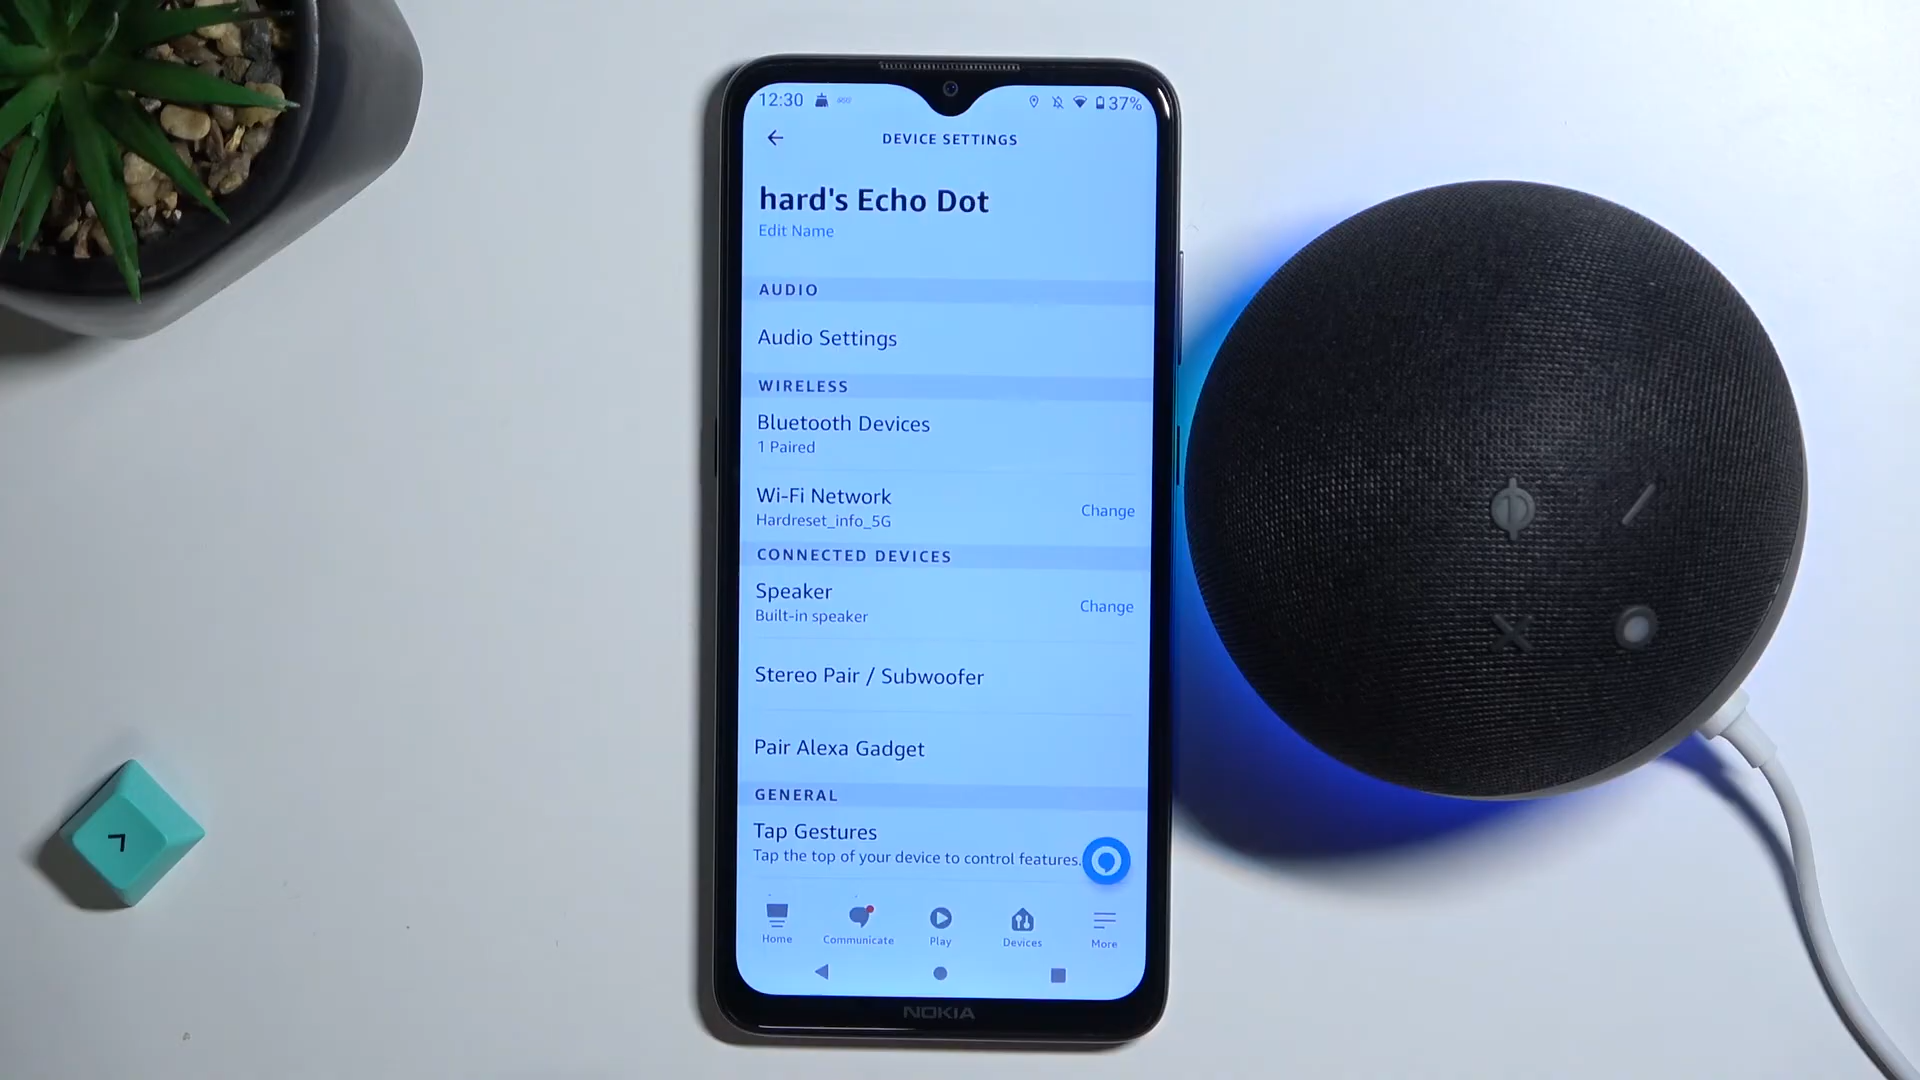 12:30
37%
DEVICE SETTINGS
hard's Echo Dot
Edit Name
AUDIO
Audio Settings
WIRELESS
Bluetooth Devices
1 Paired
Wi-Fi Network
Hardreset_info_5G
Change
CONNECTED DEVICES
Speaker
Built-in speaker
Change
Stereo Pair / Subwoofer
Pair Alexa Gadget
GENERAL
Tap Gestures
Tap the top of your device to control features.
Home
Communicate
Play
Devices
More
NOKIA